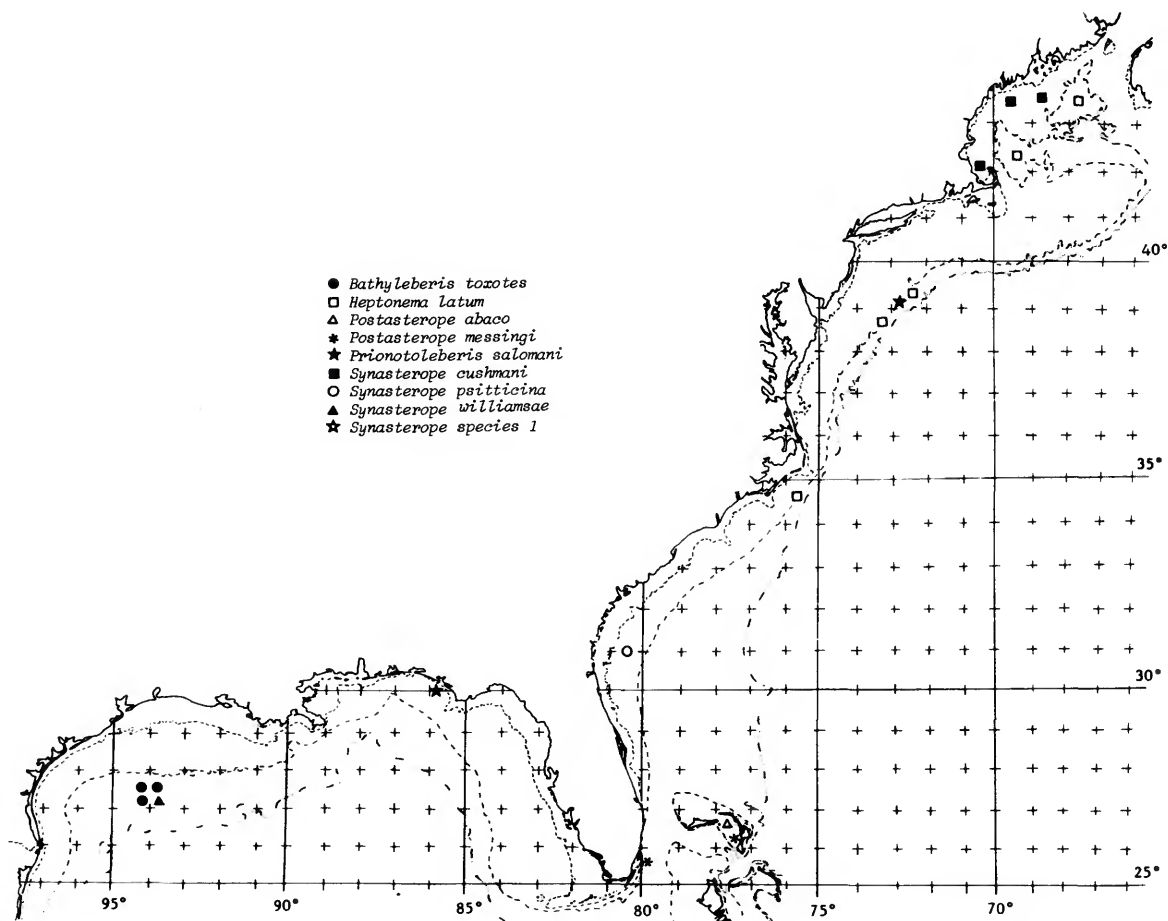 Bathyleberis toxotes
Heptonema latum
Postasterope abaco
Postasterope messingi
Prionotoleberis salomani
Synasterope cushmani
Synasterope psitticina
Synasterope williamsae
Synasterope species 1
40°
35°
30°
25°
95° 90° 85° 80° 75° 70°